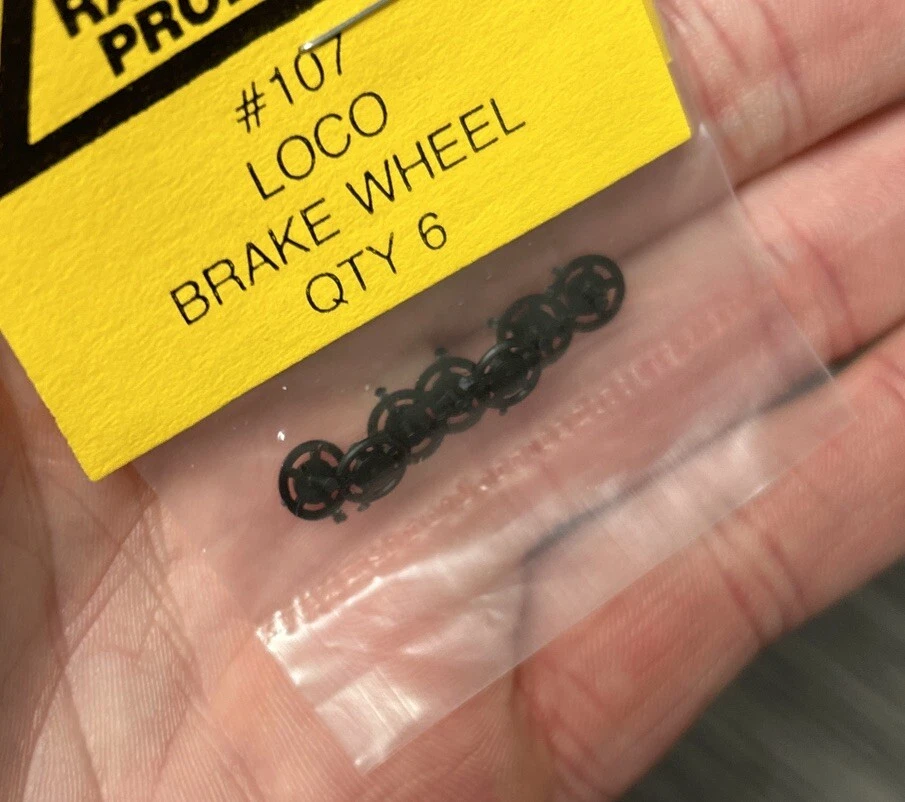 #107
LOCO
BRAKE WHEEL
QTY 6